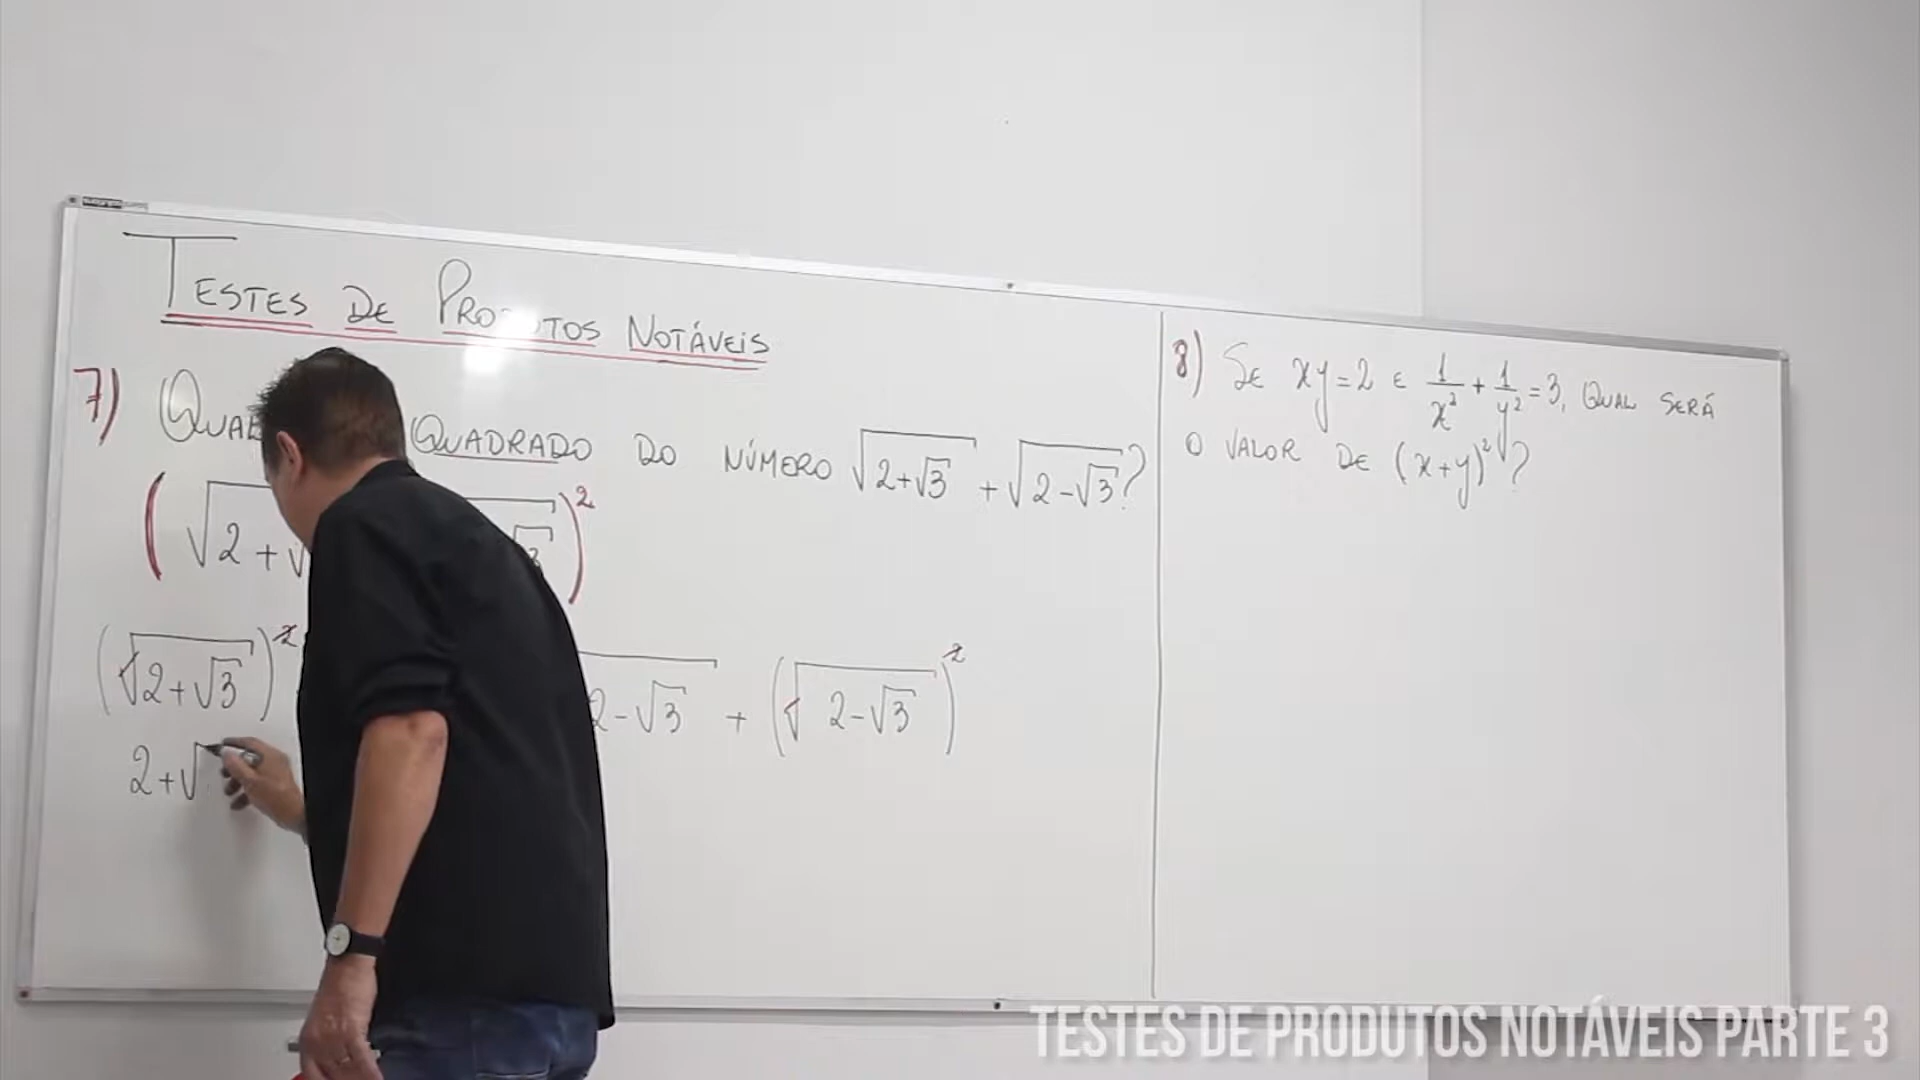 TESTES DE PRODUTOS NOTÁVEIS
7) DO NÚMERO √(2+√3) + √(2-√3)?
QUADRADO
(√(2 + √ 3)²
(√(2+√3))² 2-√3 + (√(2-√3))²
2+√
8) SE xy=2 E 1/x² + 1/y² = 3, QUAL SERÁ
O VALOR DE (x+y)²?
TESTES DE PRODUTOS NOTÁVEIS PARTE 3